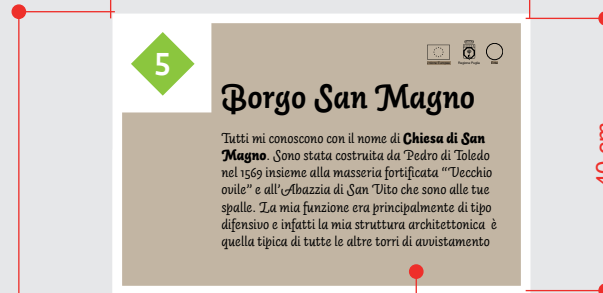 5
Borgo San Magno
Tutti mi conoscono con il nome di Chiesa di San
Magno. Sono stata costruita da Pedro di Toledo
nel 1569 insieme alla masseria fortificata “Vecchio
ovile” e all’Abazzia di San Vito che sono alle tue
spalle. La mia funzione era principalmente di tipo
difensivo e infatti la mia struttura architettonica è
quella tipica di tutte le altre torri di avvistamento
40 cm